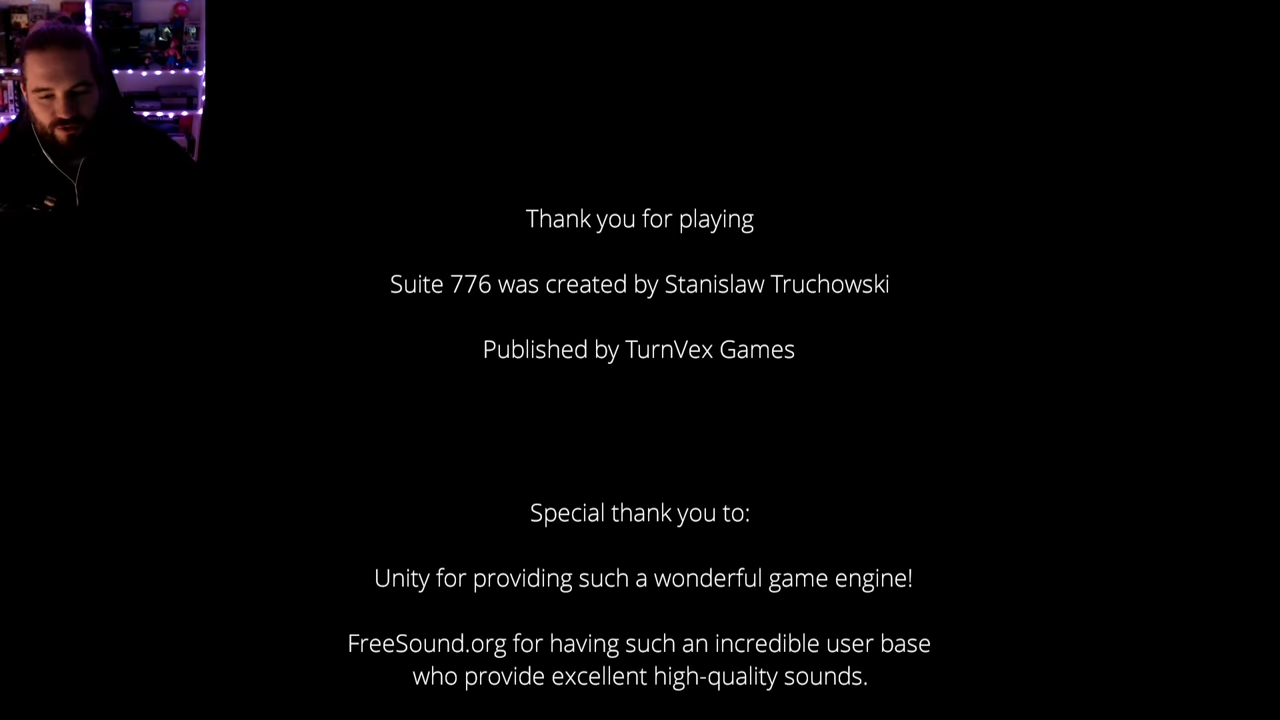 Thank you for playing
Suite 776 was created by Stanislaw Truchowski
Published by TurnVex Games
Special thank you to:
Unity for providing such a wonderful game engine!
FreeSound.org for having such an incredible user base
who provide excellent high-quality sounds.